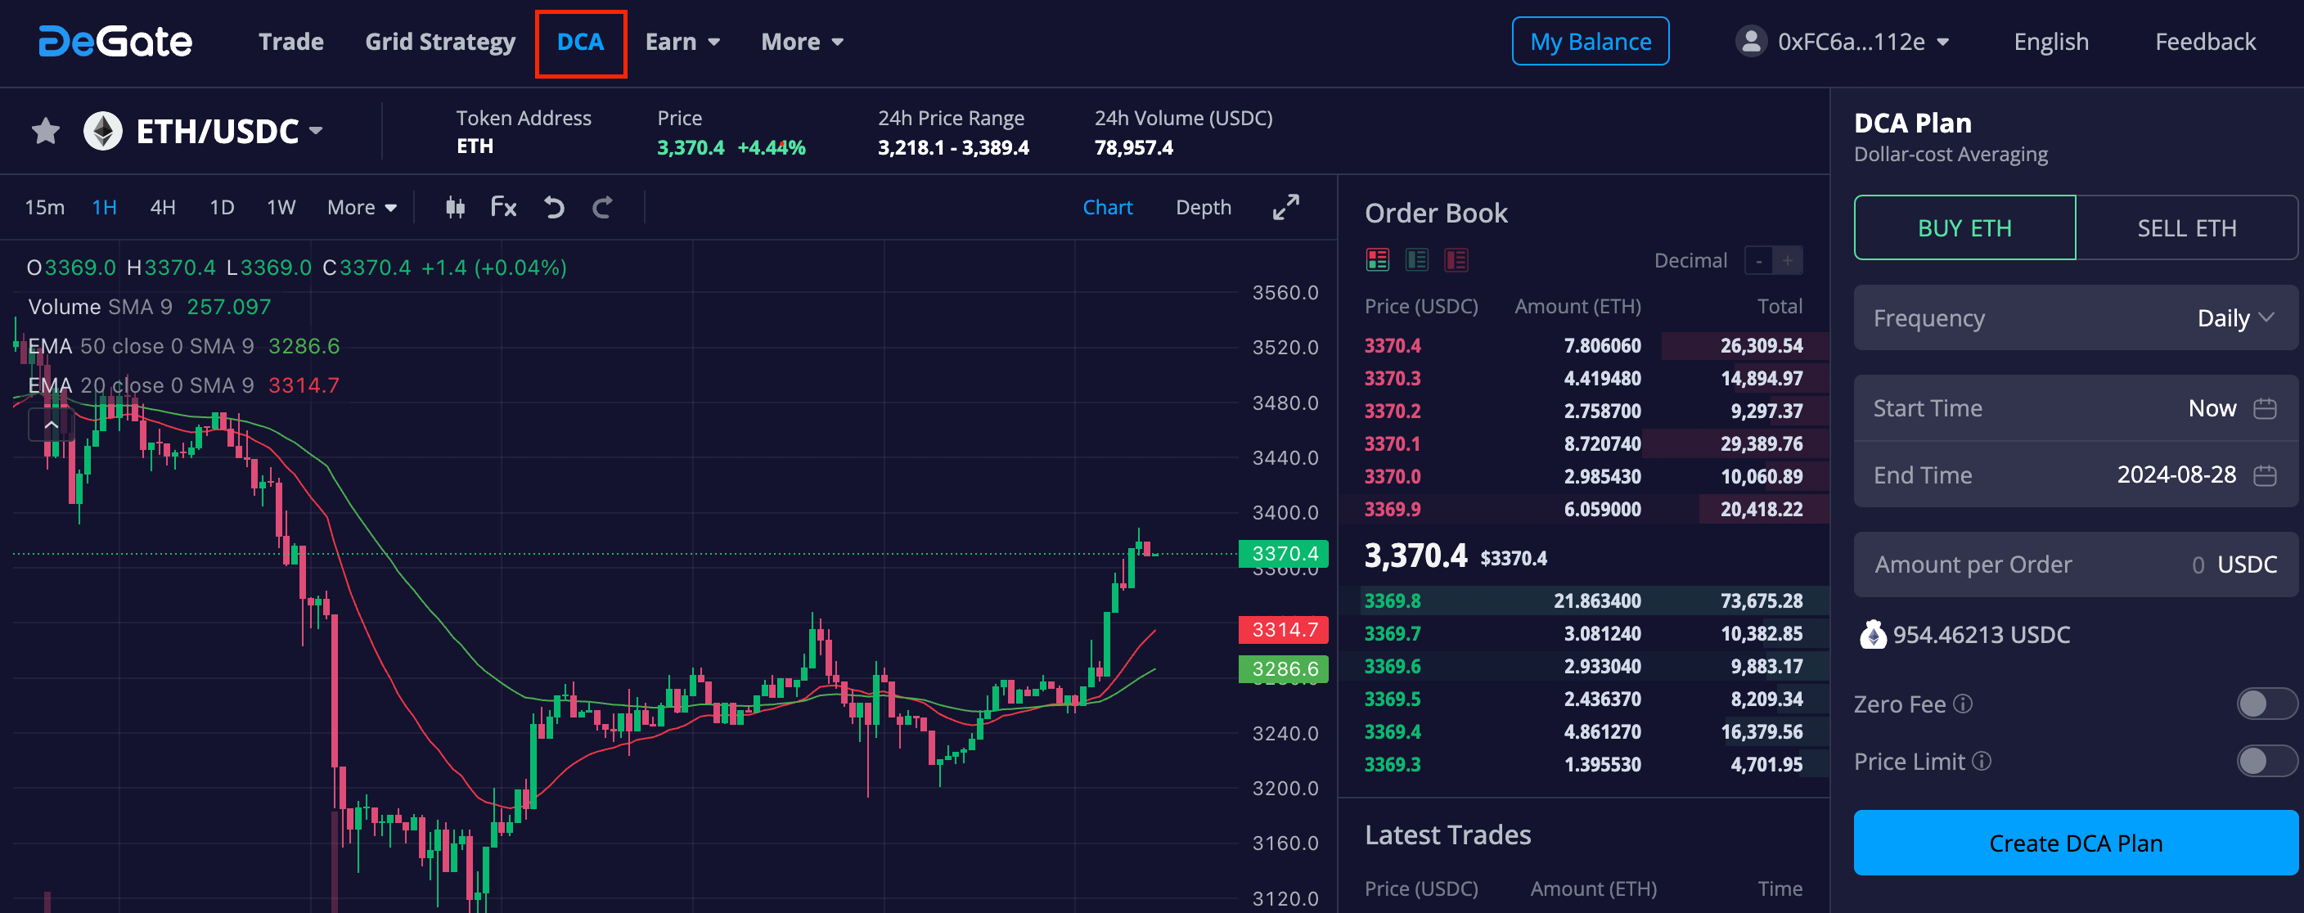 DeGate Trade Grid Strategy DCA Earn More My Balance 0xFC6a...112e English Feedback
ETH/USDC
Token Address Price 24h Price Range 24h Volume (USDC)
ETH 3,370.4 +4.44% 3,218.1 - 3,389.4 78,957.4
15m 1H 4H 1D 1W More Fx Chart Depth
O3369.0 H3370.4 L3369.0 C3370.4 +1.4 (+0.04%)
Volume SMA 9 257.097
EMA 50 close 0 SMA 9 3286.6
EMA 20 close 0 SMA 9 3314.7
3560.0
3520.0
3480.0
3440.0
3400.0
3370.4
3360.0
3314.7
3286.6
3240.0
3200.0
3160.0
3120.0
Order Book
Decimal - +
Price (USDC) Amount (ETH) Total
3370.4 7.806060 26,309.54
3370.3 4.419480 14,894.97
3370.2 2.758700 9,297.37
3370.1 8.720740 29,389.76
3370.0 2.985430 10,060.89
3369.9 6.059000 20,418.22
3,370.4 $3370.4
3369.8 21.863400 73,675.28
3369.7 3.081240 10,382.85
3369.6 2.933040 9,883.17
3369.5 2.436370 8,209.34
3369.4 4.861270 16,379.56
3369.3 1.395530 4,701.95
Latest Trades
Price (USDC) Amount (ETH) Time
DCA Plan
Dollar-cost Averaging
BUY ETH SELL ETH
Frequency Daily
Start Time Now
End Time 2024-08-28
Amount per Order 0 USDC
954.46213 USDC
Zero Fee
Price Limit
Create DCA Plan